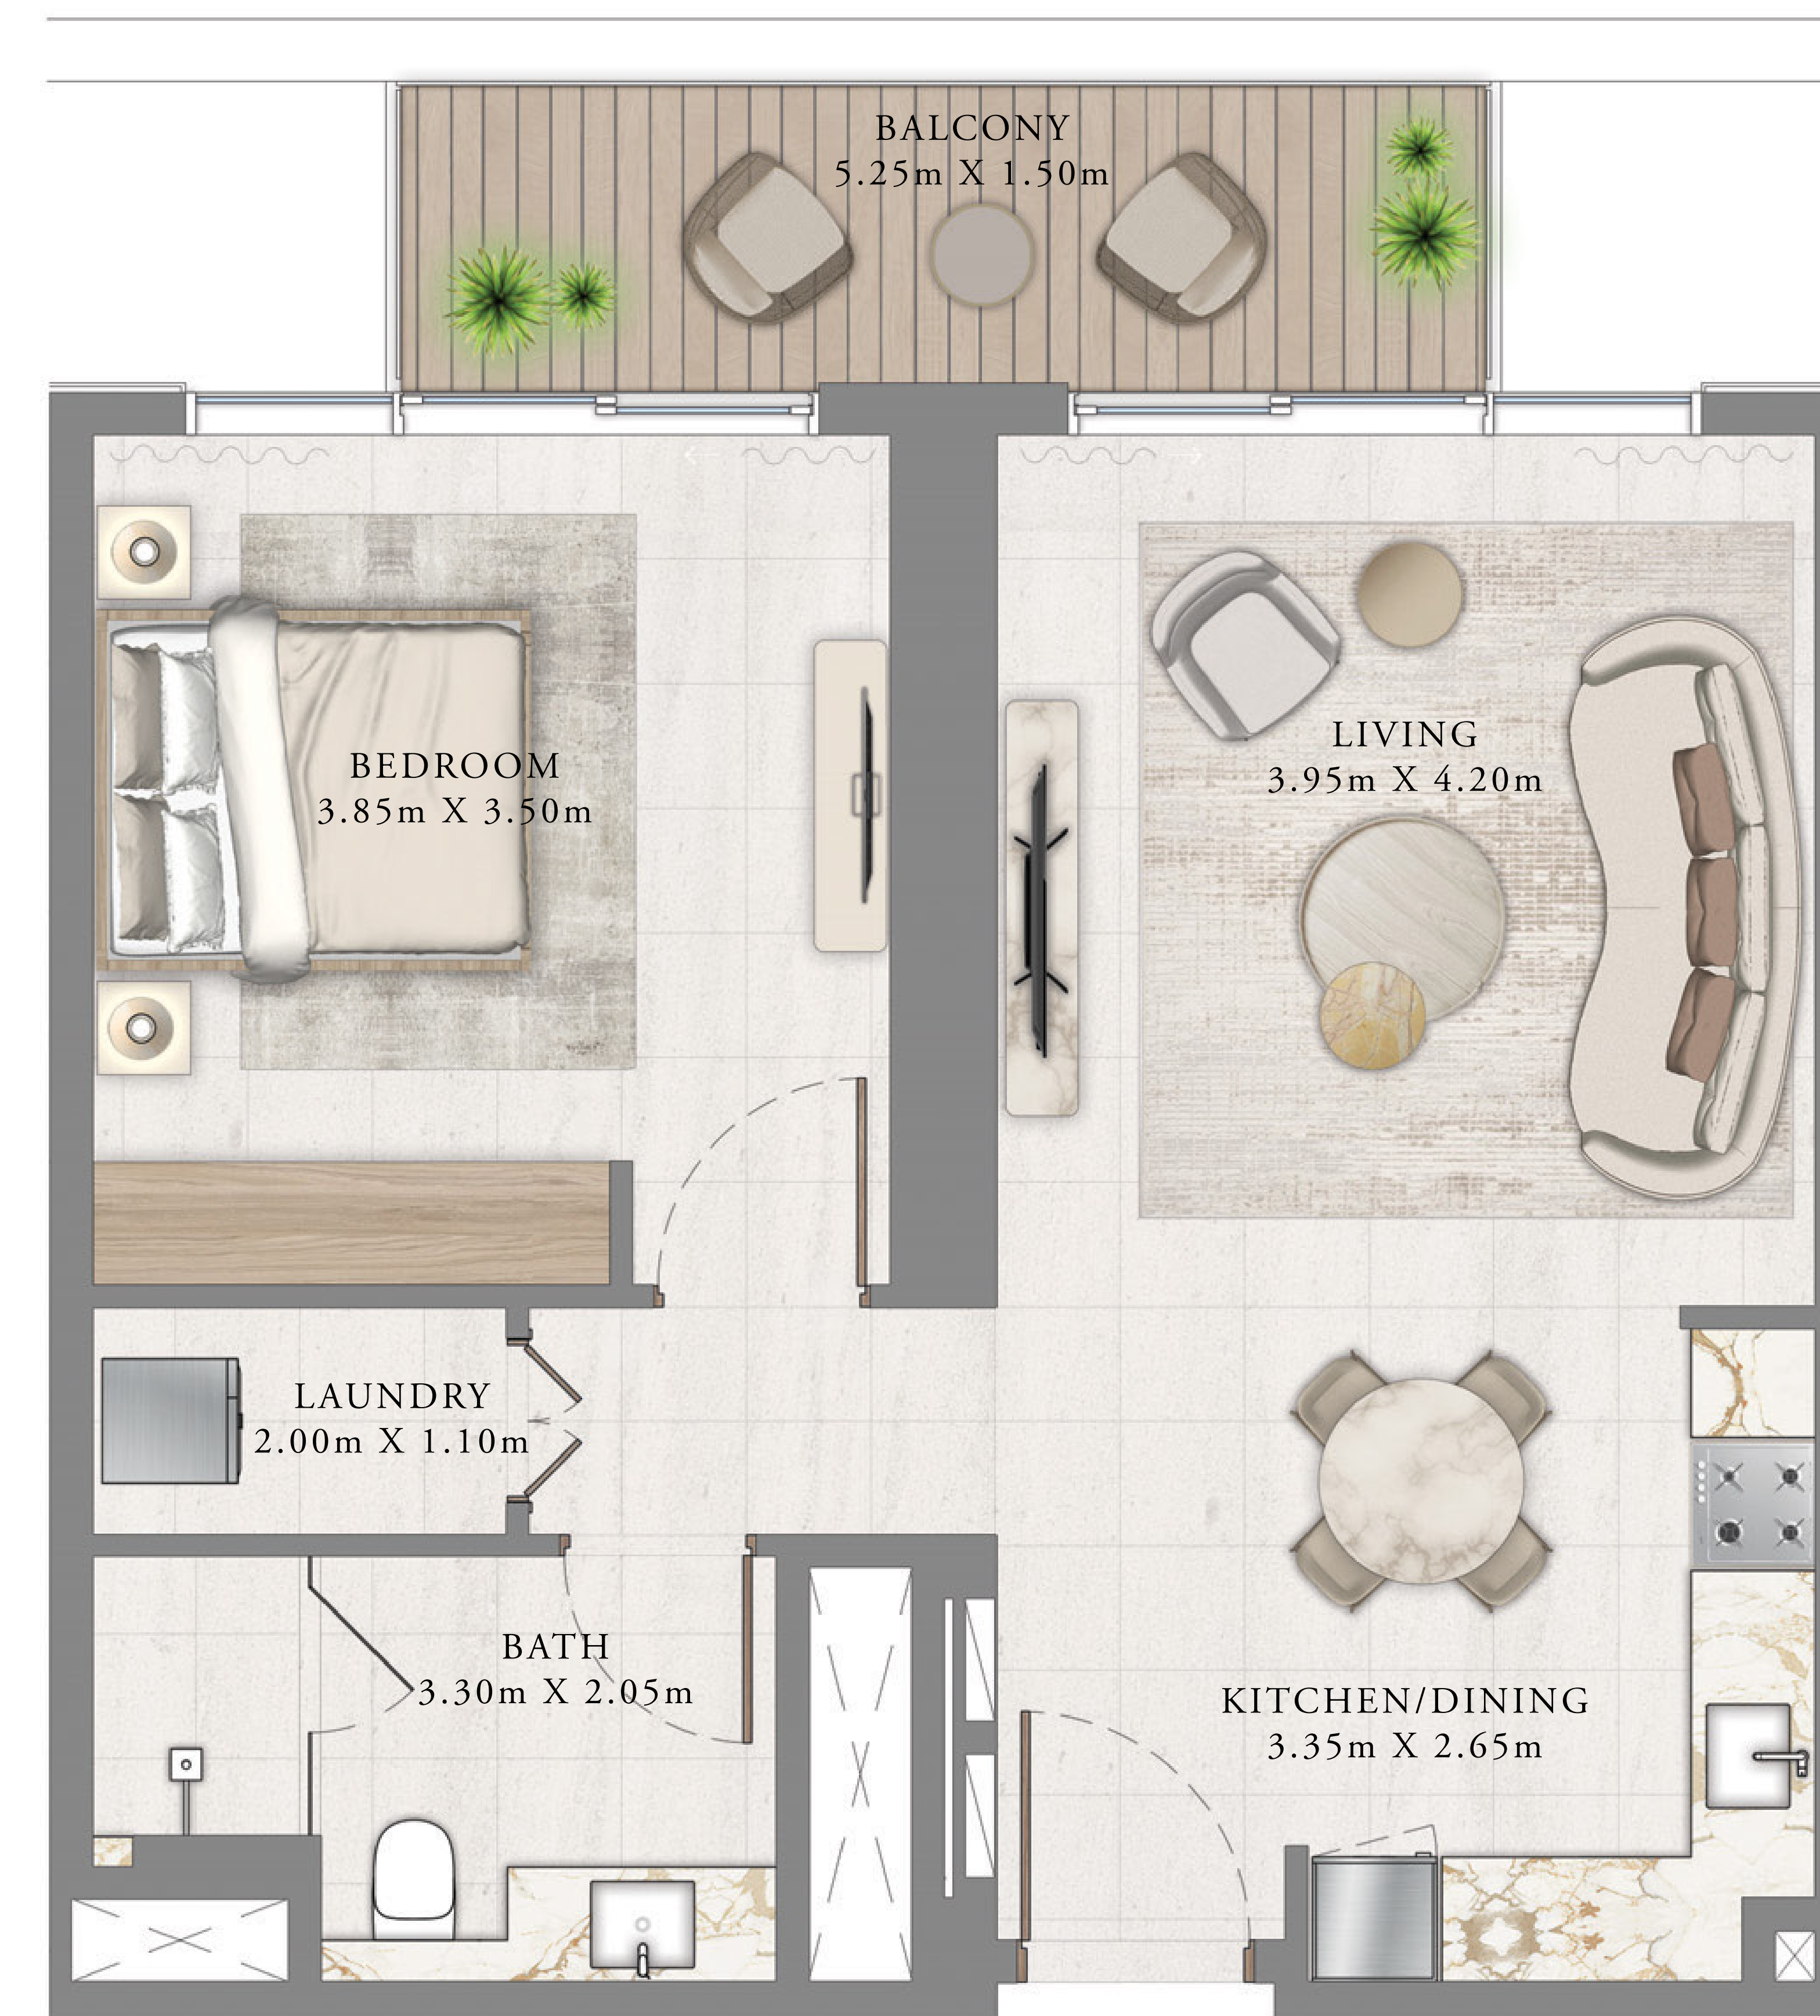 BALCONY
5.25m X 1.50m
BEDROOM
3.85m X 3.50m
LIVING
3.95m X 4.20m
LAUNDRY
2.00m X 1.10m
BATH
3.30m X 2.05m
KITCHEN/DINING
3.35m X 2.65m